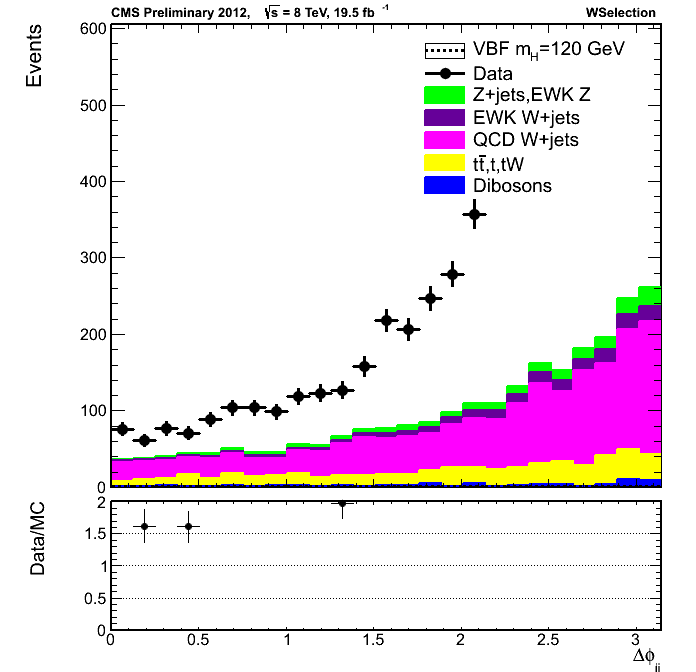 CMS Preliminary 2012, √s = 8 TeV, 19.5 fb⁻¹ WSelection
Events
600
500
400
300
200
100
0
VBF m_H=120 GeV
Data
Z+jets,EWK Z
EWK W+jets
QCD W+jets
tt̄,t,tW
Dibosons
Data/MC
2
1.5
1
0.5
0
0 0.5 1 1.5 2 2.5 3
Δϕ_jj